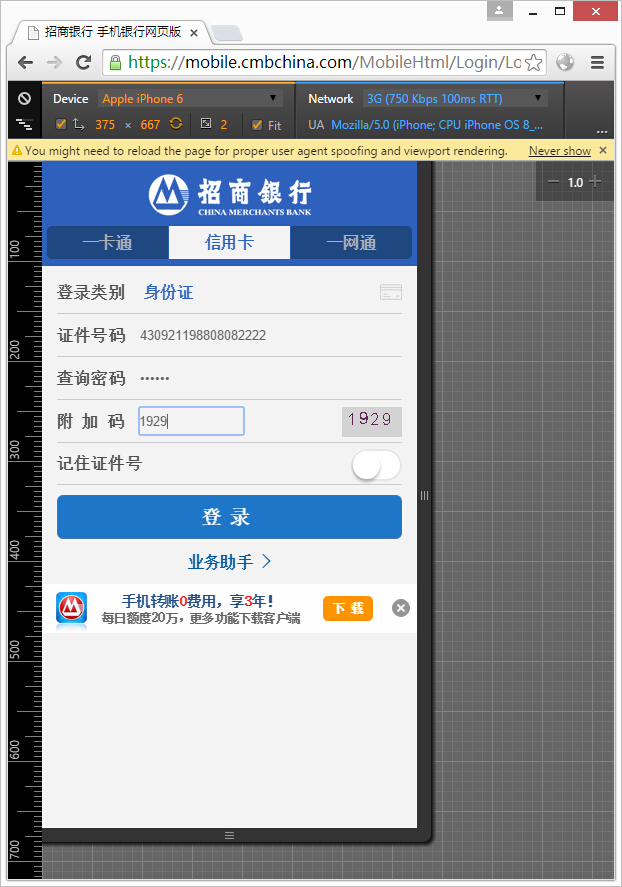 招商银行 手机银行网页版
https://mobile.cmbchina.com/MobileHtml/Login/Lo
Device Apple iPhone 6 Network 3G (750 Kbps 100ms RTT)
375 × 667 2 Fit UA Mozilla/5.0 (iPhone; CPU iPhone OS 8_...
You might need to reload the page for proper user agent spoofing and viewport rendering. Never show
1.0
招商银行
CHINA MERCHANTS BANK
一卡通 信用卡 一网通
登录类别 身份证
证件号码 430921198808082222
查询密码 ••••••
附加码 1929 1929
记住证件号
登 录
业务助手
手机转账0费用，享3年！
每日额度20万，更多功能下载客户端
下 载
100
200
300
400
500
600
700